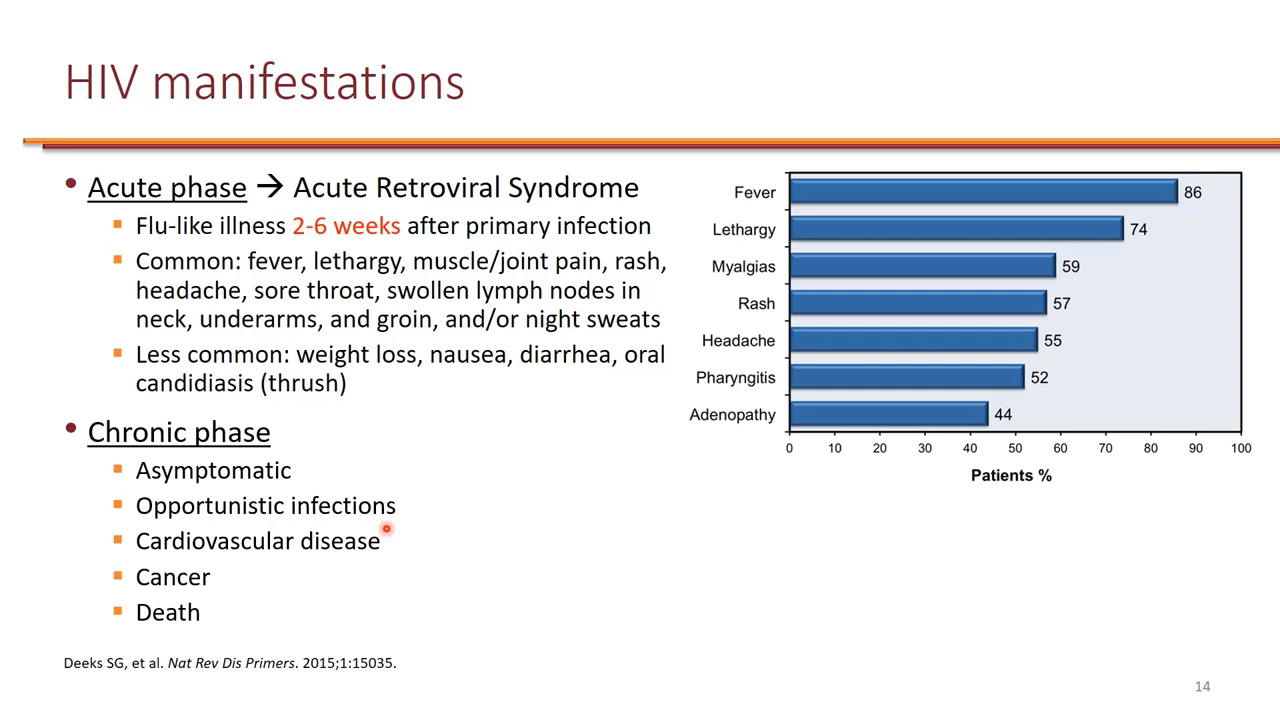 HIV manifestations
• Acute phase → Acute Retroviral Syndrome
▪ Flu-like illness 2-6 weeks after primary infection
▪ Common: fever, lethargy, muscle/joint pain, rash,
headache, sore throat, swollen lymph nodes in
neck, underarms, and groin, and/or night sweats
▪ Less common: weight loss, nausea, diarrhea, oral
candidiasis (thrush)
• Chronic phase
▪ Asymptomatic
▪ Opportunistic infections
▪ Cardiovascular disease
▪ Cancer
▪ Death
Fever 86
Lethargy 74
Myalgias 59
Rash 57
Headache 55
Pharyngitis 52
Adenopathy 44
0 10 20 30 40 50 60 70 80 90 100
Patients %
Deeks SG, et al. Nat Rev Dis Primers. 2015;1:15035.
14